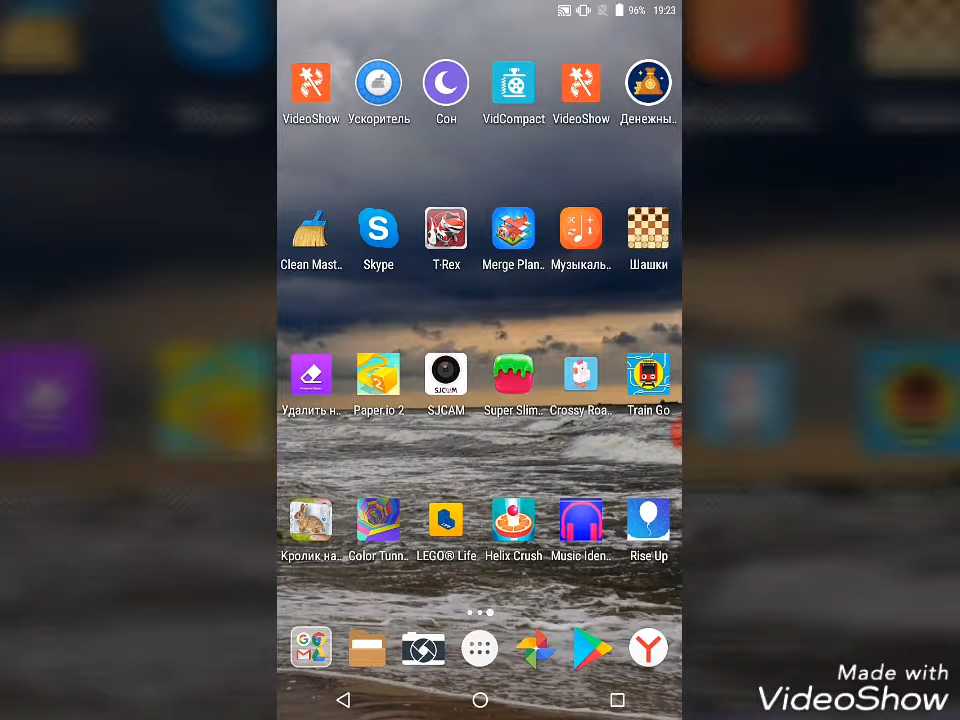 96% 19:23
VideoShow Ускоритель Сон VidCompact VideoShow Денежны..
Clean Mast.. Skype T-Rex Merge Plan.. Музыкаль.. Шашки
SJCAM
Удалить н.. Paper.io 2 SJCAM Super Slim.. Crossy Roa.. Train Go
Кролик на.. Color Tunn.. LEGO® Life Helix Crush Music Iden.. Rise Up
Made with
VideoShow